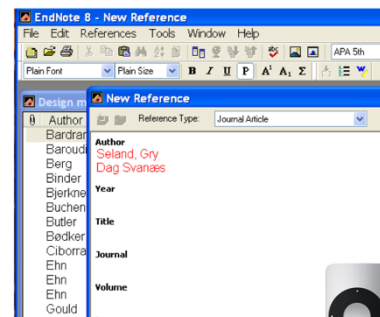 EndNote 8 - New Reference
File Edit References Tools Window Help
APA 5th
Plain Font Plain Size B I U P A¹ A₁ Σ
Design m
New Reference
Author
Reference Type: Journal Article
Bardram
Baroudi
Berg
Binder
Bjerkne
Buchen
Butler
Bødker
Ciborra
Ehn
Ehn
Ehn
Gould
Author
Seland, Gry
Dag Svanæs
Year
Title
Journal
Volume